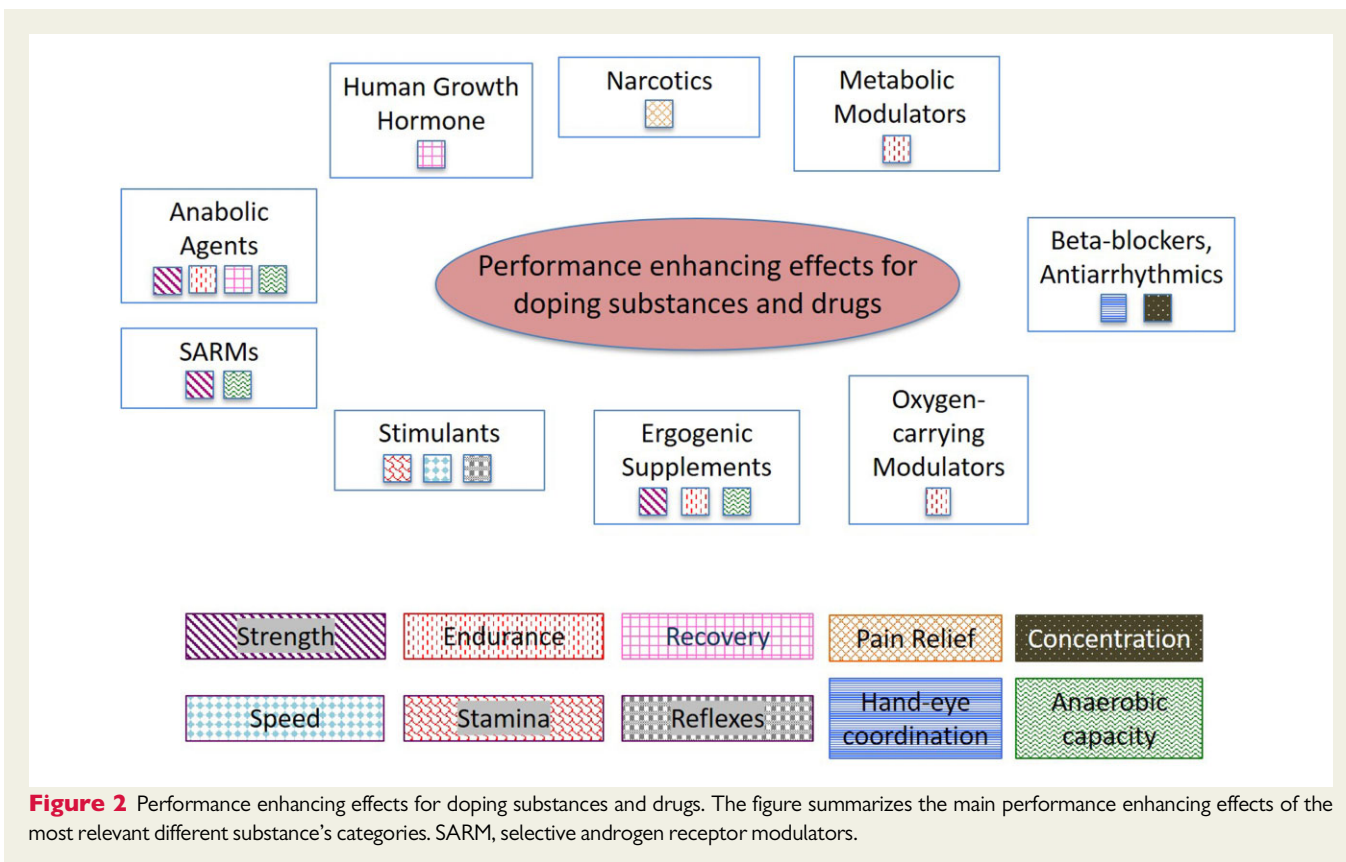 Human Growth
Hormone
Narcotics
Metabolic
Modulators
Anabolic
Agents
Performance enhancing effects for
doping substances and drugs
Beta-blockers,
Antiarrhythmics
SARMs
Stimulants
Ergogenic
Supplements
Oxygen-
carrying
Modulators
Strength
Endurance
Recovery
Pain Relief
Concentration
Speed
Stamina
Reflexes
Hand-eye
coordination
Anaerobic
capacity
Figure 2 Performance enhancing effects for doping substances and drugs. The figure summarizes the main performance enhancing effects of the
most relevant different substance's categories. SARM, selective androgen receptor modulators.